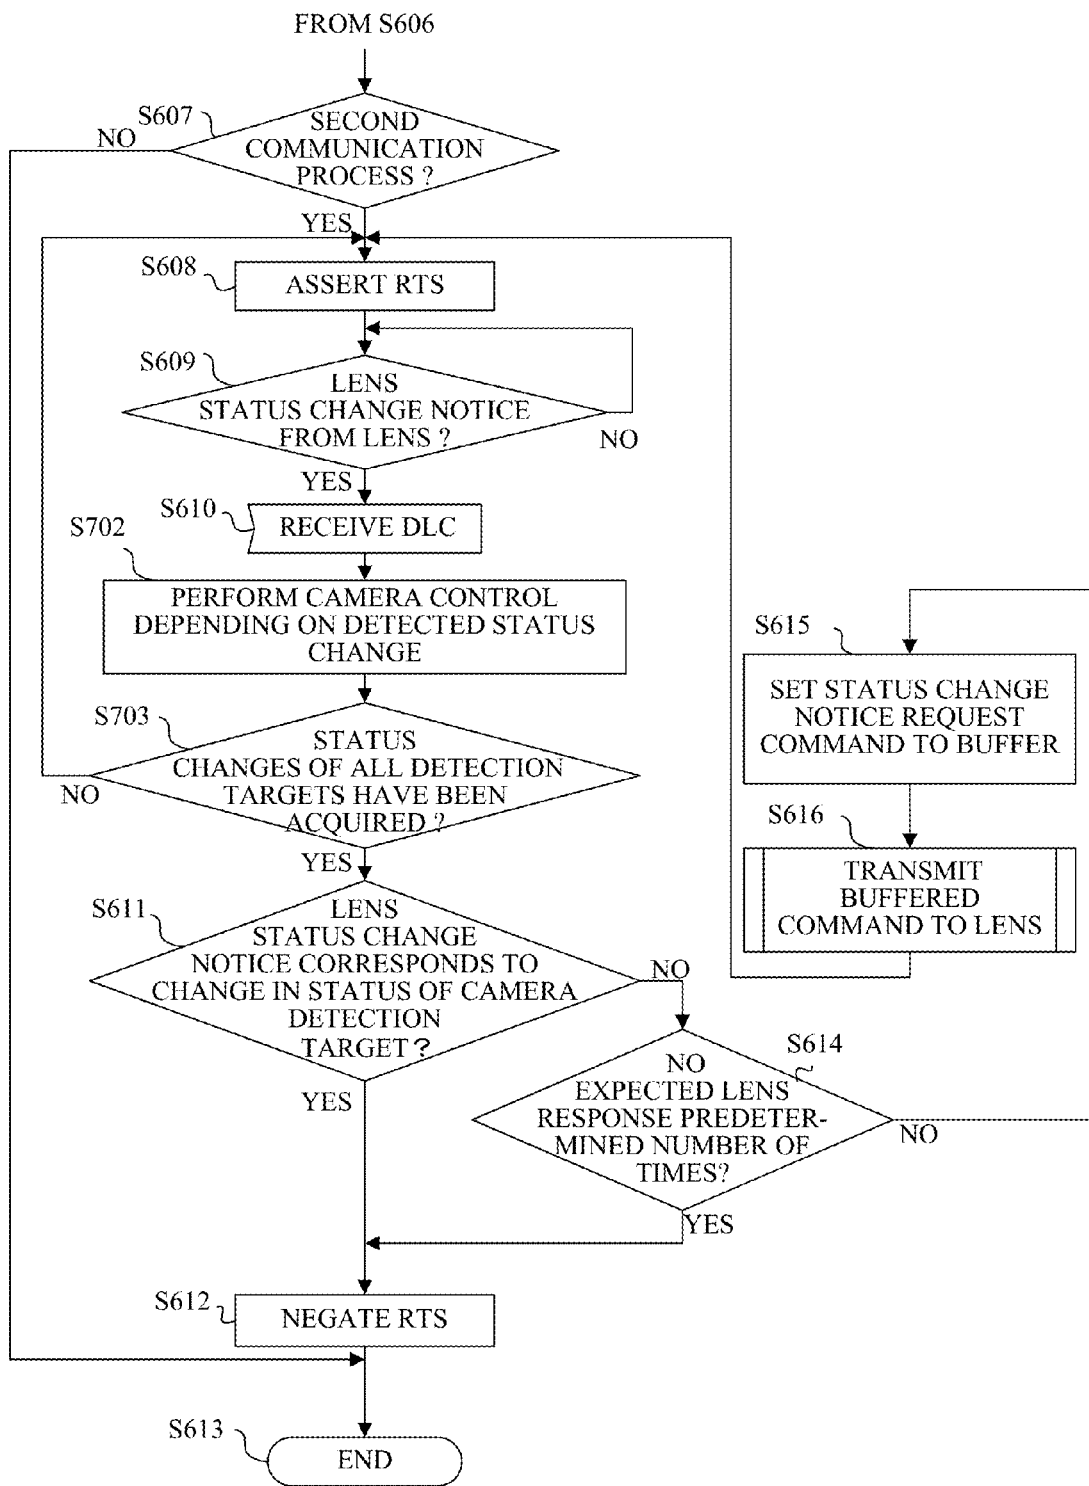 FROM S606
S607
NO
SECOND
COMMUNICATION
PROCESS ?
YES
S608
ASSERT RTS
S609
LENS
STATUS CHANGE NOTICE
FROM LENS ?
NO
YES
S610
RECEIVE DLC
S702
PERFORM CAMERA CONTROL
DEPENDING ON DETECTED STATUS
CHANGE
S703
STATUS
CHANGES OF ALL DETECTION
TARGETS HAVE BEEN
ACQUIRED ?
NO
YES
S611
LENS
STATUS CHANGE
NOTICE CORRESPONDS TO
CHANGE IN STATUS OF CAMERA
DETECTION
TARGET?
NO
YES
S614
NO
EXPECTED LENS
RESPONSE PREDETER-
MINED NUMBER OF
TIMES?
NO
YES
S615
SET STATUS CHANGE
NOTICE REQUEST
COMMAND TO BUFFER
S616
TRANSMIT
BUFFERED
COMMAND TO LENS
S612
NEGATE RTS
S613
END